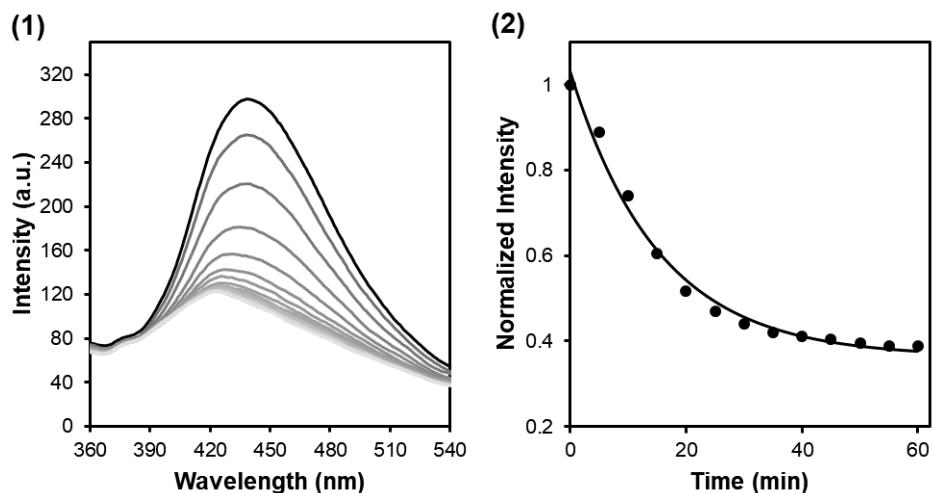 (1)
Intensity (a.u.)
320
280
240
200
160
120
80
40
0
360 390 420 450 480 510 540
Wavelength (nm)
(2)
Normalized Intensity
1
0.8
0.6
0.4
0.2
0 20 40 60
Time (min)